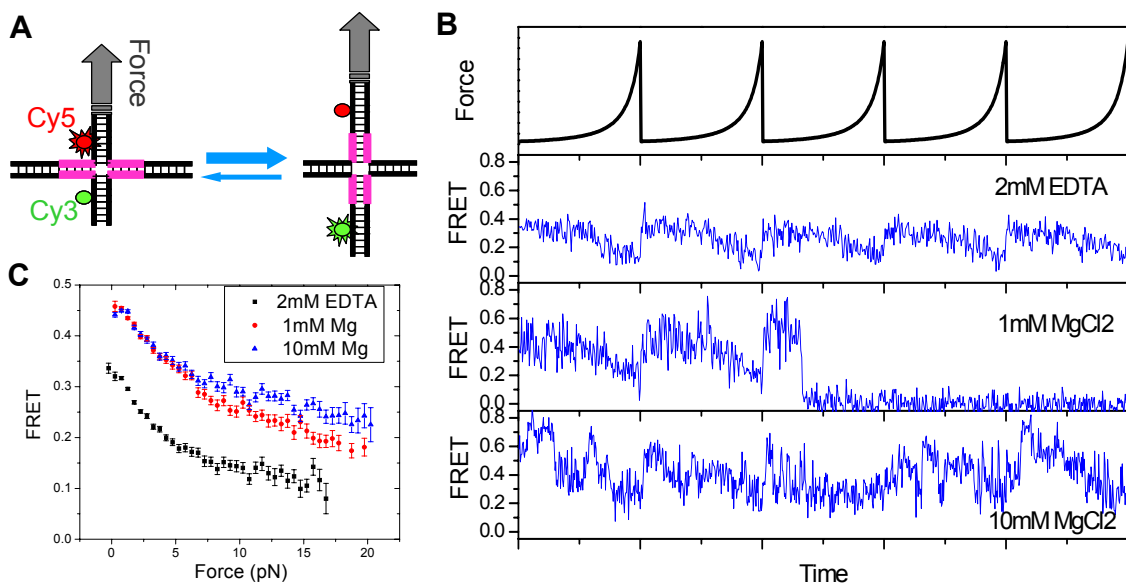 A
Force
Cy5
Cy3
B
Force
0.8
0.6
0.4
0.2
0.0
FRET
2mM EDTA
0.8
0.6
0.4
0.2
0.0
FRET
1mM MgCl2
0.8
0.6
0.4
0.2
0.0
FRET
10mM MgCl2
Time
C
0.5
0.4
0.3
0.2
0.1
0.0
FRET
2mM EDTA
1mM Mg
10mM Mg
0 5 10 15 20
Force (pN)